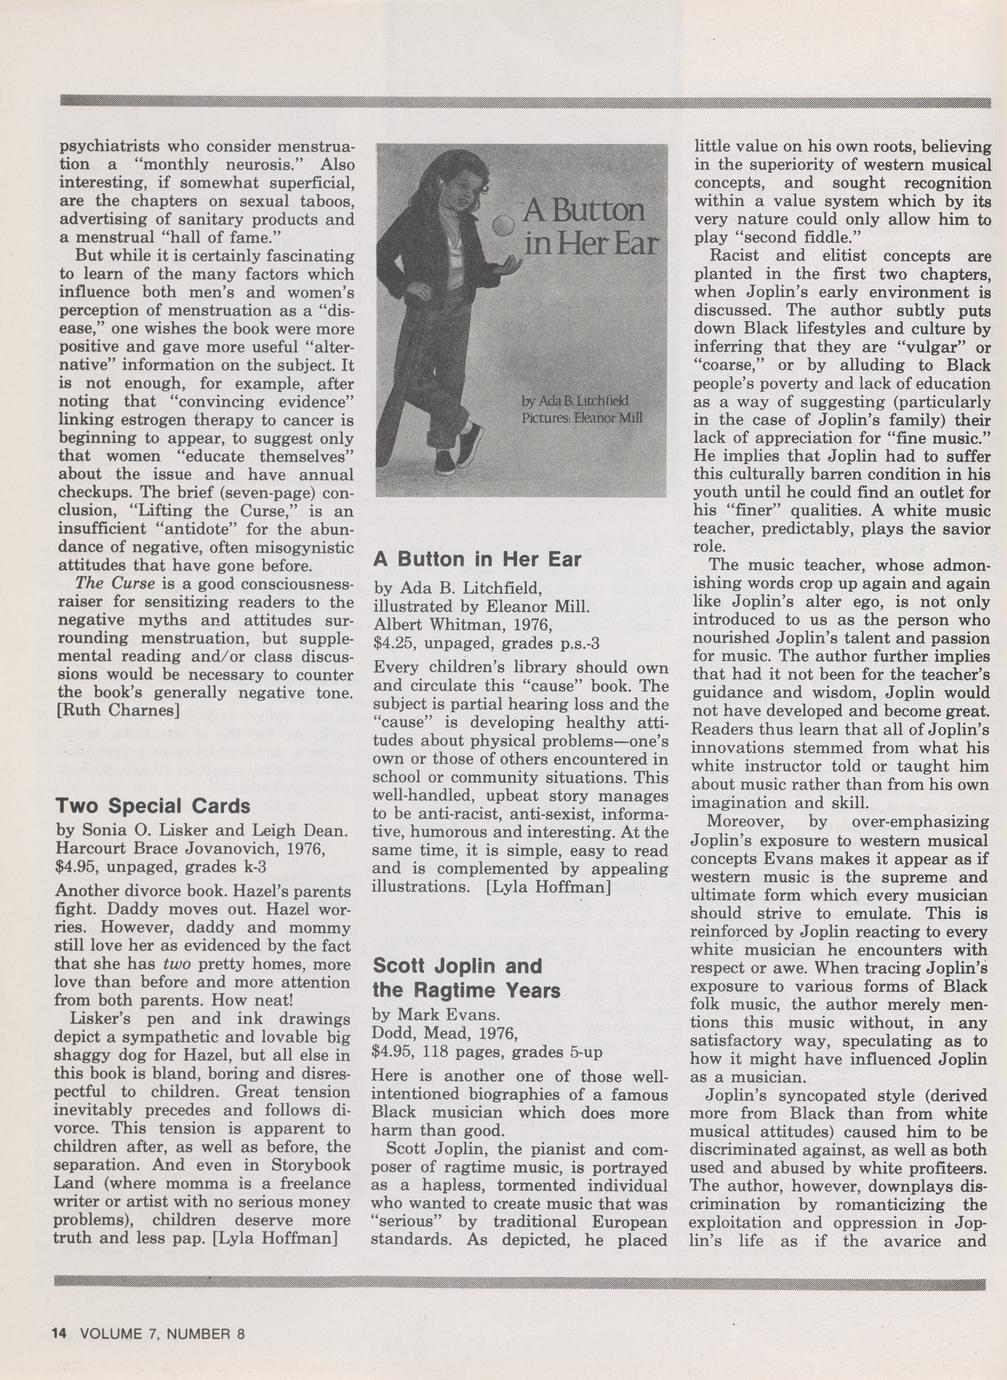 psychiatrists who consider menstrua-
tion a “monthly neurosis.” Also
interesting, if somewhat superficial,
are the chapters on sexual taboos,
advertising of sanitary products and
a menstrual “hall of fame.”
But while it is certainly fascinating
to learn of the many factors which
influence both men’s and women’s
perception of menstruation as a “dis-
ease,” one wishes the book were more
positive and gave more useful “alter-
native” information on the subject. It
is not enough, for example, after
noting that “convincing evidence”
linking estrogen therapy to cancer is
beginning to appear, to suggest only
that women “educate themselves”
about the issue and have annual
checkups. The brief (seven-page) con-
clusion, “Lifting the Curse,” is an
insufficient “antidote” for the abun-
dance of negative, often misogynistic
attitudes that have gone before.
The Curse is a good consciousness-
raiser for sensitizing readers to the
negative myths and attitudes sur-
rounding menstruation, but supple-
mental reading and/or class discus-
sions would be necessary to counter
the book’s generally negative tone.
[Ruth Charnes]
Two Special Cards
by Sonia O. Lisker and Leigh Dean.
Harcourt Brace Jovanovich, 1976,
$4.95, unpaged, grades k-3
Another divorce book. Hazel’s parents
fight. Daddy moves out. Hazel wor-
ries. However, daddy and mommy
still love her as evidenced by the fact
that she has two pretty homes, more
love than before and more attention
from both parents. How neat!
Lisker’s pen and ink drawings
depict a sympathetic and lovable big
shaggy dog for Hazel, but all else in
this book is bland, boring and disres-
pectful to children. Great tension
inevitably precedes and follows di-
vorce. This tension is apparent to
children after, as well as before, the
separation. And even in Storybook
Land (where momma is a freelance
writer or artist with no serious money
problems), children deserve more
truth and less pap. [Lyla Hoffman]
A Button
in Her Ear
by Ada B. Litchfield
Pictures: Eleanor Mill
A Button in Her Ear
by Ada B. Litchfield,
illustrated by Eleanor Mill.
Albert Whitman, 1976,
$4.25, unpaged, grades p.s.-3
Every children’s library should own
and circulate this “cause” book. The
subject is partial hearing loss and the
“cause” is developing healthy atti-
tudes about physical problems—one’s
own or those of others encountered in
school or community situations. This
well-handled, upbeat story manages
to be anti-racist, anti-sexist, informa-
tive, humorous and interesting. At the
same time, it is simple, easy to read
and is complemented by appealing
illustrations. [Lyla Hoffman]
Scott Joplin and
the Ragtime Years
by Mark Evans.
Dodd, Mead, 1976,
$4.95, 118 pages, grades 5-up
Here is another one of those well-
intentioned biographies of a famous
Black musician which does more
harm than good.
Scott Joplin, the pianist and com-
poser of ragtime music, is portrayed
as a hapless, tormented individual
who wanted to create music that was
“serious” by traditional European
standards. As depicted, he placed
little value on his own roots, believing
in the superiority of western musical
concepts, and sought recognition
within a value system which by its
very nature could only allow him to
play “second fiddle.”
Racist and elitist concepts are
planted in the first two chapters,
when Joplin’s early environment is
discussed. The author subtly puts
down Black lifestyles and culture by
inferring that they are “vulgar” or
“coarse,” or by alluding to Black
people’s poverty and lack of education
as a way of suggesting (particularly
in the case of Joplin’s family) their
lack of appreciation for “fine music.”
He implies that Joplin had to suffer
this culturally barren condition in his
youth until he could find an outlet for
his “finer” qualities. A white music
teacher, predictably, plays the savior
role.
The music teacher, whose admon-
ishing words crop up again and again
like Joplin’s alter ego, is not only
introduced to us as the person who
nourished Joplin’s talent and passion
for music. The author further implies
that had it not been for the teacher’s
guidance and wisdom, Joplin would
not have developed and become great.
Readers thus learn that all of Joplin’s
innovations stemmed from what his
white instructor told or taught him
about music rather than from his own
imagination and skill.
Moreover, by over-emphasizing
Joplin’s exposure to western musical
concepts Evans makes it appear as if
western music is the supreme and
ultimate form which every musician
should strive to emulate. This is
reinforced by Joplin reacting to every
white musician he encounters with
respect or awe. When tracing Joplin’s
exposure to various forms of Black
folk music, the author merely men-
tions this music without, in any
satisfactory way, speculating as to
how it might have influenced Joplin
as a musician.
Joplin’s syncopated style (derived
more from Black than from white
musical attitudes) caused him to be
discriminated against, as well as both
used and abused by white profiteers.
The author, however, downplays dis-
crimination by romanticizing the
exploitation and oppression in Jop-
lin’s life as if the avarice and
14 VOLUME 7, NUMBER 8